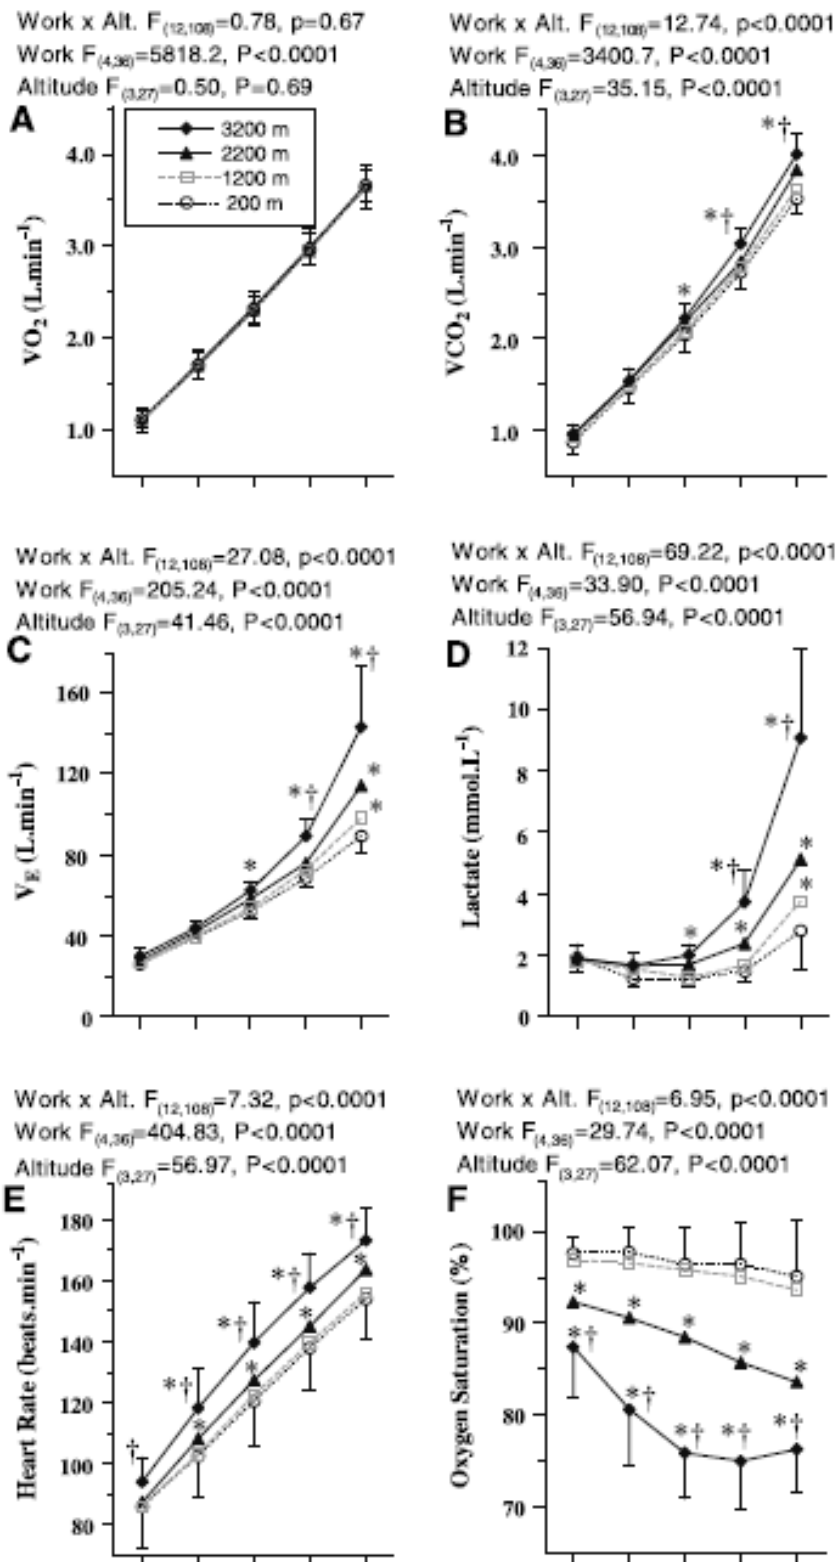 Work x Alt. F(12,108)=0.78, p=0.67
Work F(4,36)=5818.2, P<0.0001
Altitude F(3,27)=0.50, P=0.69
A
3200 m
2200 m
1200 m
200 m
VO2 (L.min-1)
4.0
3.0
2.0
1.0
Work x Alt. F(12,108)=12.74, p<0.0001
Work F(4,36)=3400.7, P<0.0001
Altitude F(3,27)=35.15, P<0.0001
B
VCO2 (L.min-1)
4.0
3.0
2.0
1.0
*†
*†
*
Work x Alt. F(12,108)=27.08, p<0.0001
Work F(4,36)=205.24, P<0.0001
Altitude F(3,27)=41.46, P<0.0001
C
VE (L.min-1)
160
120
80
40
0
*†
*
*†
*
*
Work x Alt. F(12,108)=69.22, p<0.0001
Work F(4,36)=33.90, P<0.0001
Altitude F(3,27)=56.94, P<0.0001
D
Lactate (mmol.L-1)
12
10
8
6
4
2
0
*†
*
*†
*
*
*
Work x Alt. F(12,108)=7.32, p<0.0001
Work F(4,36)=404.83, P<0.0001
Altitude F(3,27)=56.97, P<0.0001
E
Heart Rate (beats.min-1)
180
160
140
120
100
80
*†
*
*†
*
*†
*
*†
*
†
Work x Alt. F(12,108)=6.95, p<0.0001
Work F(4,36)=29.74, P<0.0001
Altitude F(3,27)=62.07, P<0.0001
F
Oxygen Saturation (%)
100
90
80
70
*
*
*
*
*
*†
*†
*†
*†
*†